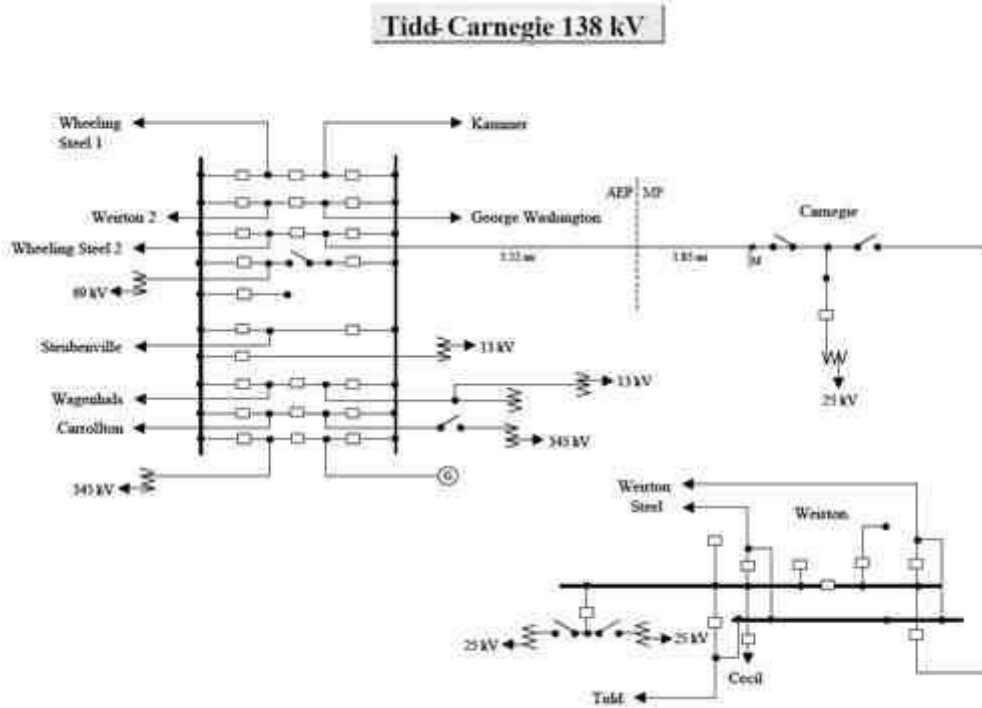 Tidd-Carnegie 138 kV
Wheeling
Steel 1
Kammer
AEP
MP
Carnegie
Weirton 2
George Washington
Wheeling Steel 2
M
69 kV
Steubenville
13 kV
13 kV
Wagenhals
25 kV
Carrollton
345 kV
345 kV
G
Weirton
Steel
Weirton
25 kV
25 kV
Cecil
Tidd